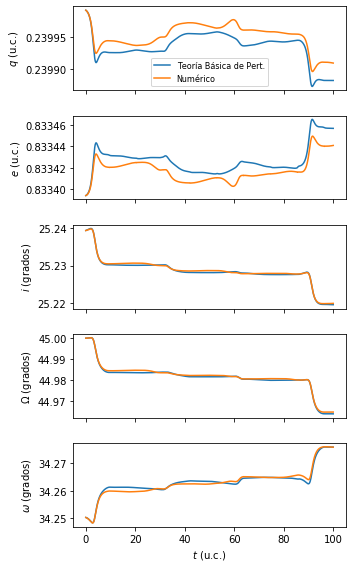 q (u.c.)
0.23995
0.23990
Teoría Básica de Pert.
Numérico
e (u.c.)
0.83346
0.83344
0.83342
0.83340
i (grados)
25.24
25.23
25.22
Ω (grados)
45.00
44.99
44.98
44.97
ω (grados)
34.27
34.26
34.25
0 20 40 60 80 100
t (u.c.)